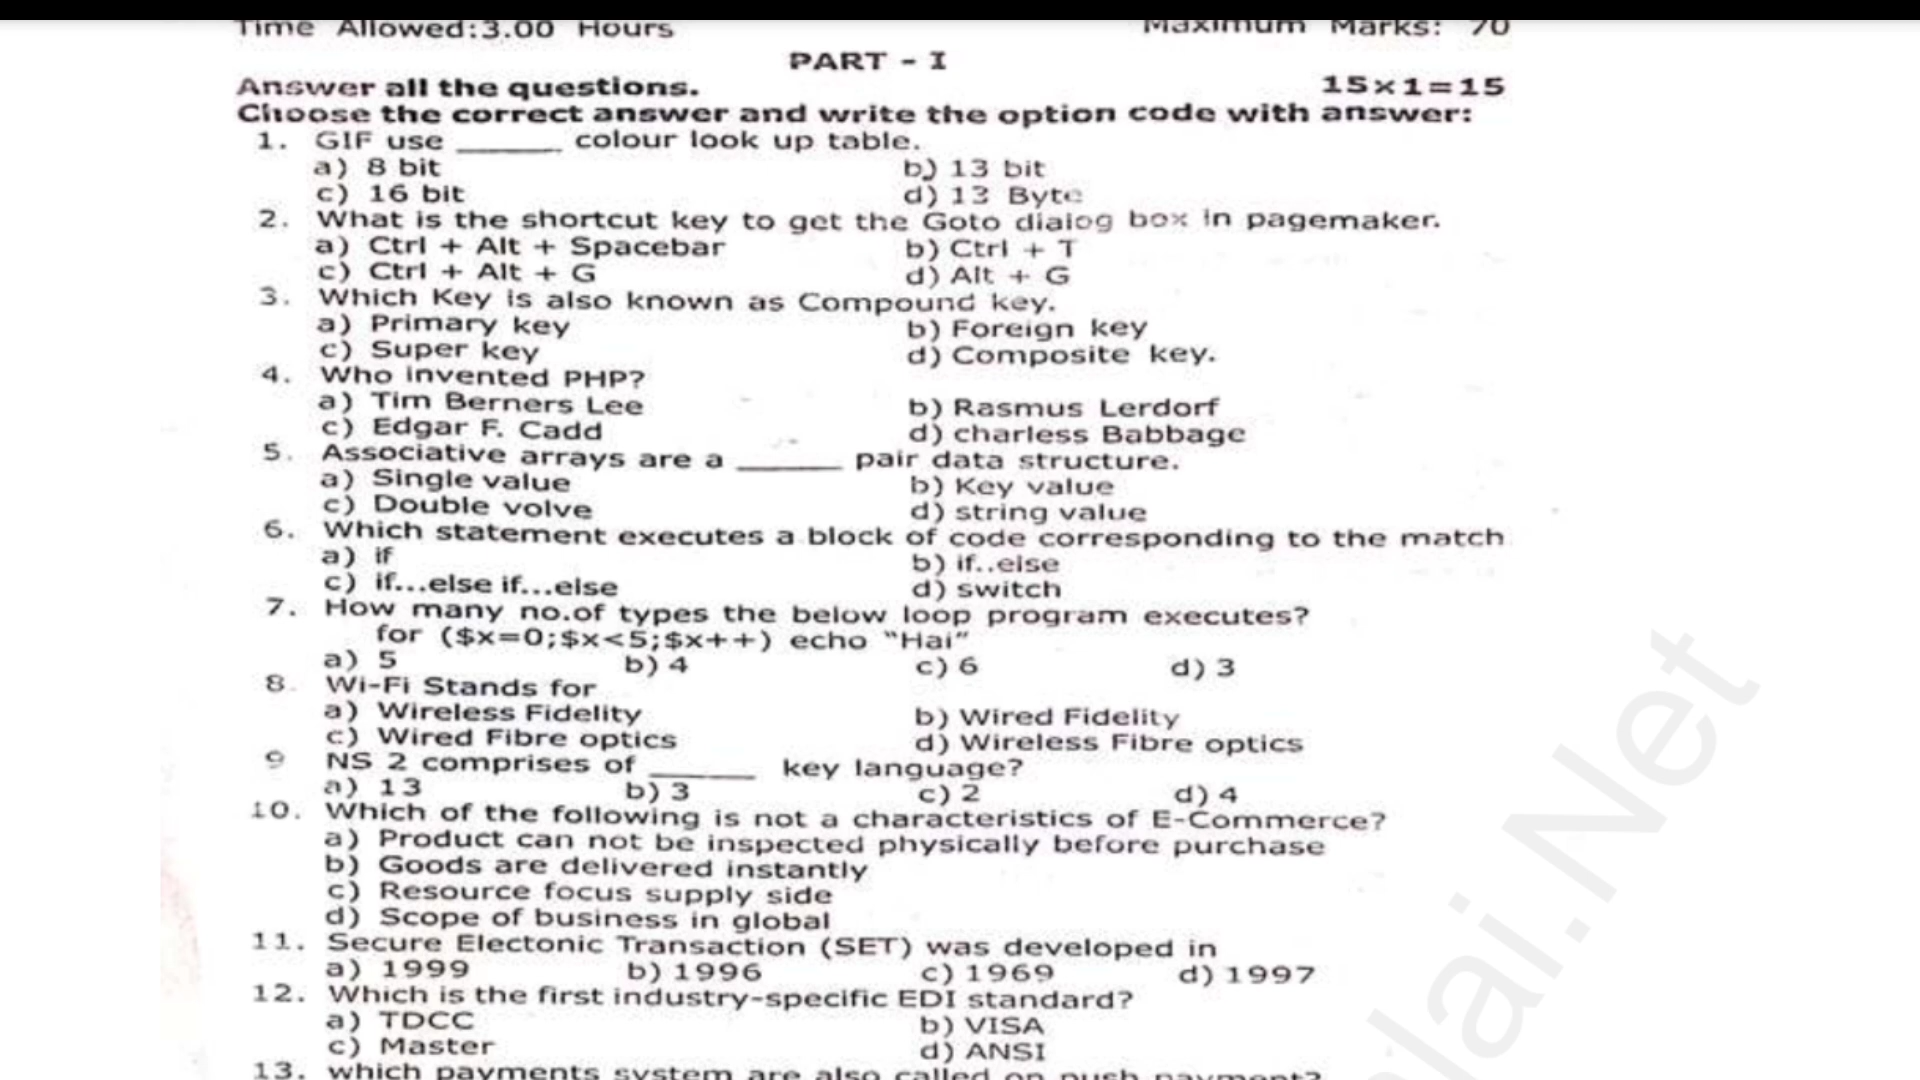 Time Allowed:3.00 Hours Maximum Marks: 70
PART - I
Answer all the questions. 15×1=15
Choose the correct answer and write the option code with answer:
1. GIF use ______ colour look up table.
a) 8 bit b) 13 bit
c) 16 bit d) 13 Byte
2. What is the shortcut key to get the Goto dialog box in pagemaker.
a) Ctrl + Alt + Spacebar b) Ctrl + T
c) Ctrl + Alt + G d) Alt + G
3. Which Key is also known as Compound key.
a) Primary key b) Foreign key
c) Super key d) Composite key.
4. Who invented PHP?
a) Tim Berners Lee b) Rasmus Lerdorf
c) Edgar F. Cadd d) charless Babbage
5. Associative arrays are a ______ pair data structure.
a) Single value b) Key value
c) Double volve d) string value
6. Which statement executes a block of code corresponding to the match
a) if b) if..else
c) if...else if...else d) switch
7. How many no.of types the below loop program executes?
for ($x=0;$x<5;$x++) echo "Hai"
a) 5 b) 4 c) 6 d) 3
8. Wi-Fi Stands for
a) Wireless Fidelity b) Wired Fidelity
c) Wired Fibre optics d) Wireless Fibre optics
9 NS 2 comprises of ______ key language?
a) 13 b) 3 c) 2 d) 4
10. Which of the following is not a characteristics of E-Commerce?
a) Product can not be inspected physically before purchase
b) Goods are delivered instantly
c) Resource focus supply side
d) Scope of business in global
11. Secure Electonic Transaction (SET) was developed in
a) 1999 b) 1996 c) 1969 d) 1997
12. Which is the first industry-specific EDI standard?
a) TDCC b) VISA
c) Master d) ANSI
13. which payments system are also called on push payment?
lai.Net